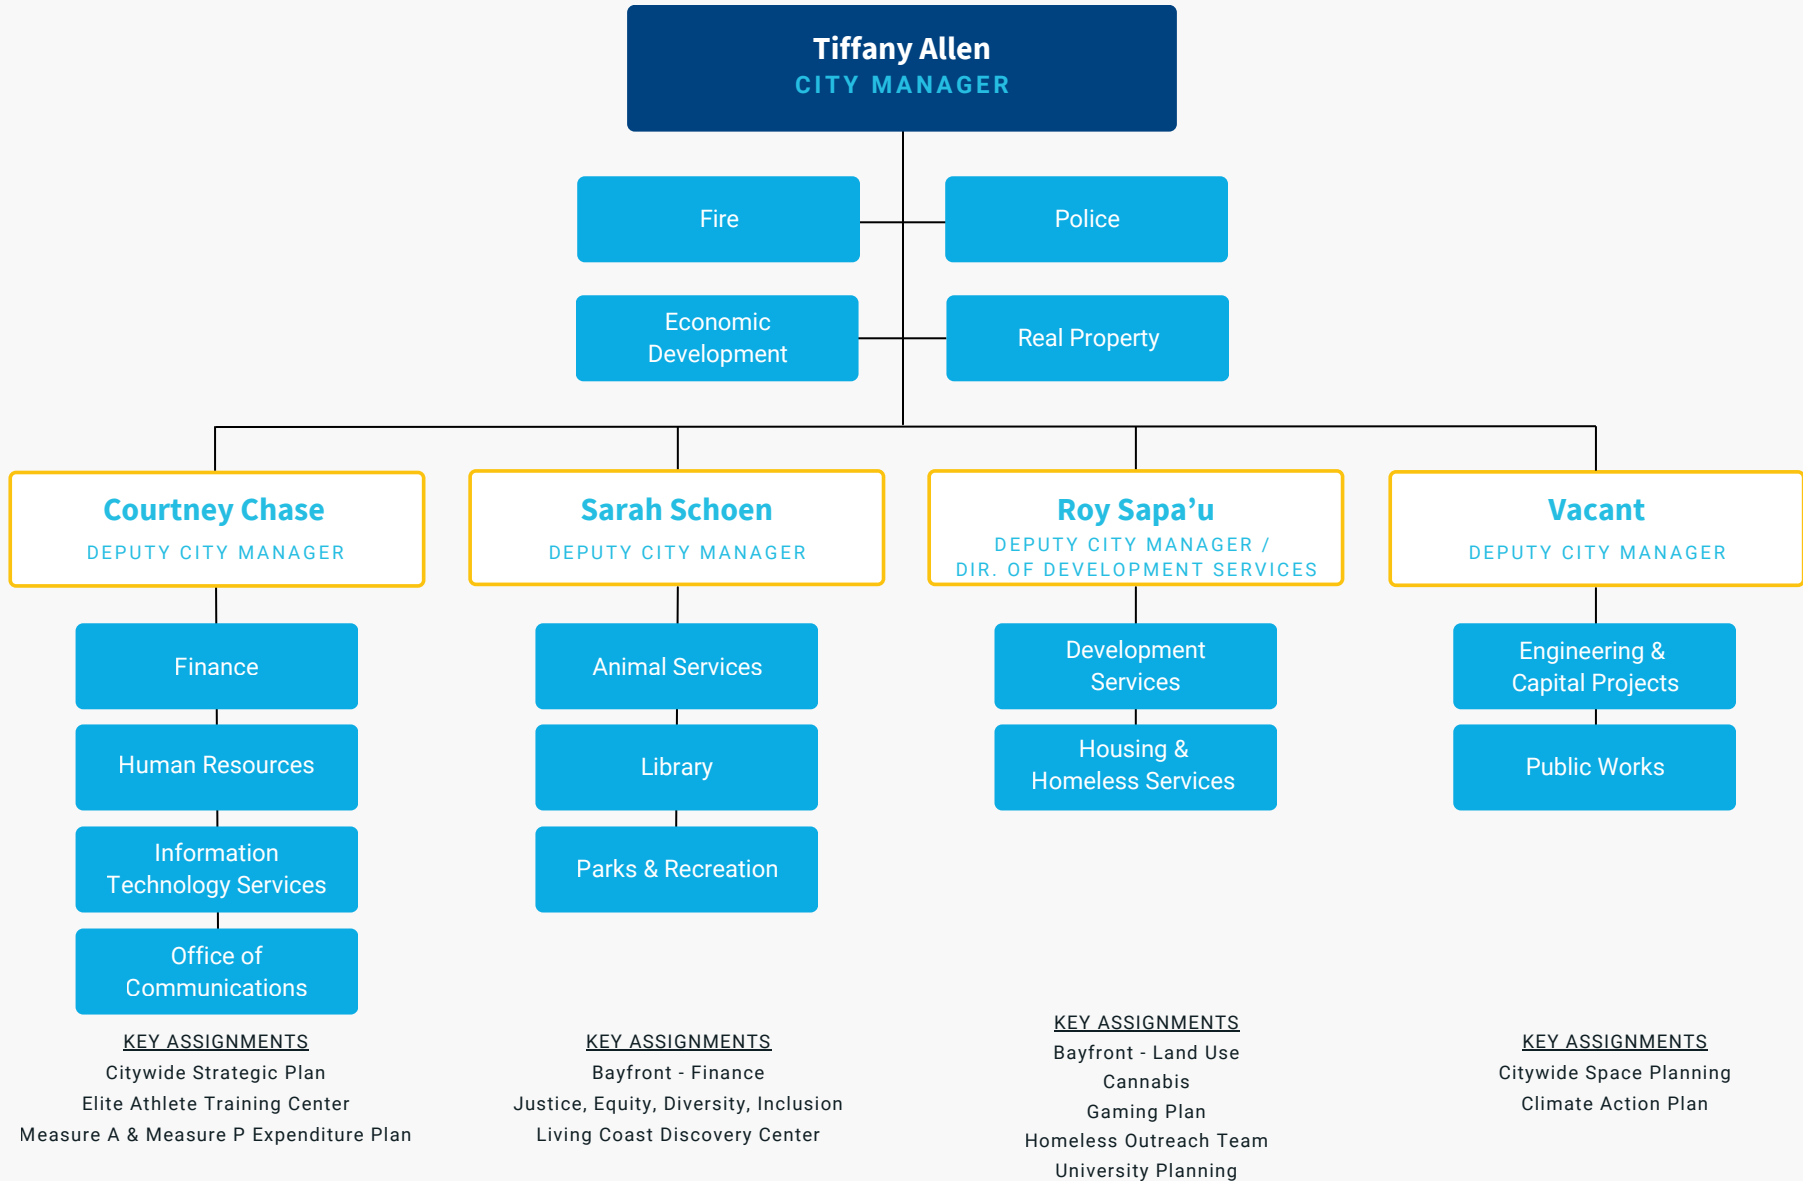 Tiffany Allen
CITY MANAGER
Fire
Police
Economic
Development
Real Property
Courtney Chase
DEPUTY CITY MANAGER
Finance
Human Resources
Information
Technology Services
Office of
Communications
KEY ASSIGNMENTS
Citywide Strategic Plan
Elite Athlete Training Center
Measure A & Measure P Expenditure Plan
Sarah Schoen
DEPUTY CITY MANAGER
Animal Services
Library
Parks & Recreation
KEY ASSIGNMENTS
Bayfront - Finance
Justice, Equity, Diversity, Inclusion
Living Coast Discovery Center
Roy Sapa’u
DEPUTY CITY MANAGER /
DIR. OF DEVELOPMENT SERVICES
Development
Services
Housing &
Homeless Services
KEY ASSIGNMENTS
Bayfront - Land Use
Cannabis
Gaming Plan
Homeless Outreach Team
University Planning
Vacant
DEPUTY CITY MANAGER
Engineering &
Capital Projects
Public Works
KEY ASSIGNMENTS
Citywide Space Planning
Climate Action Plan